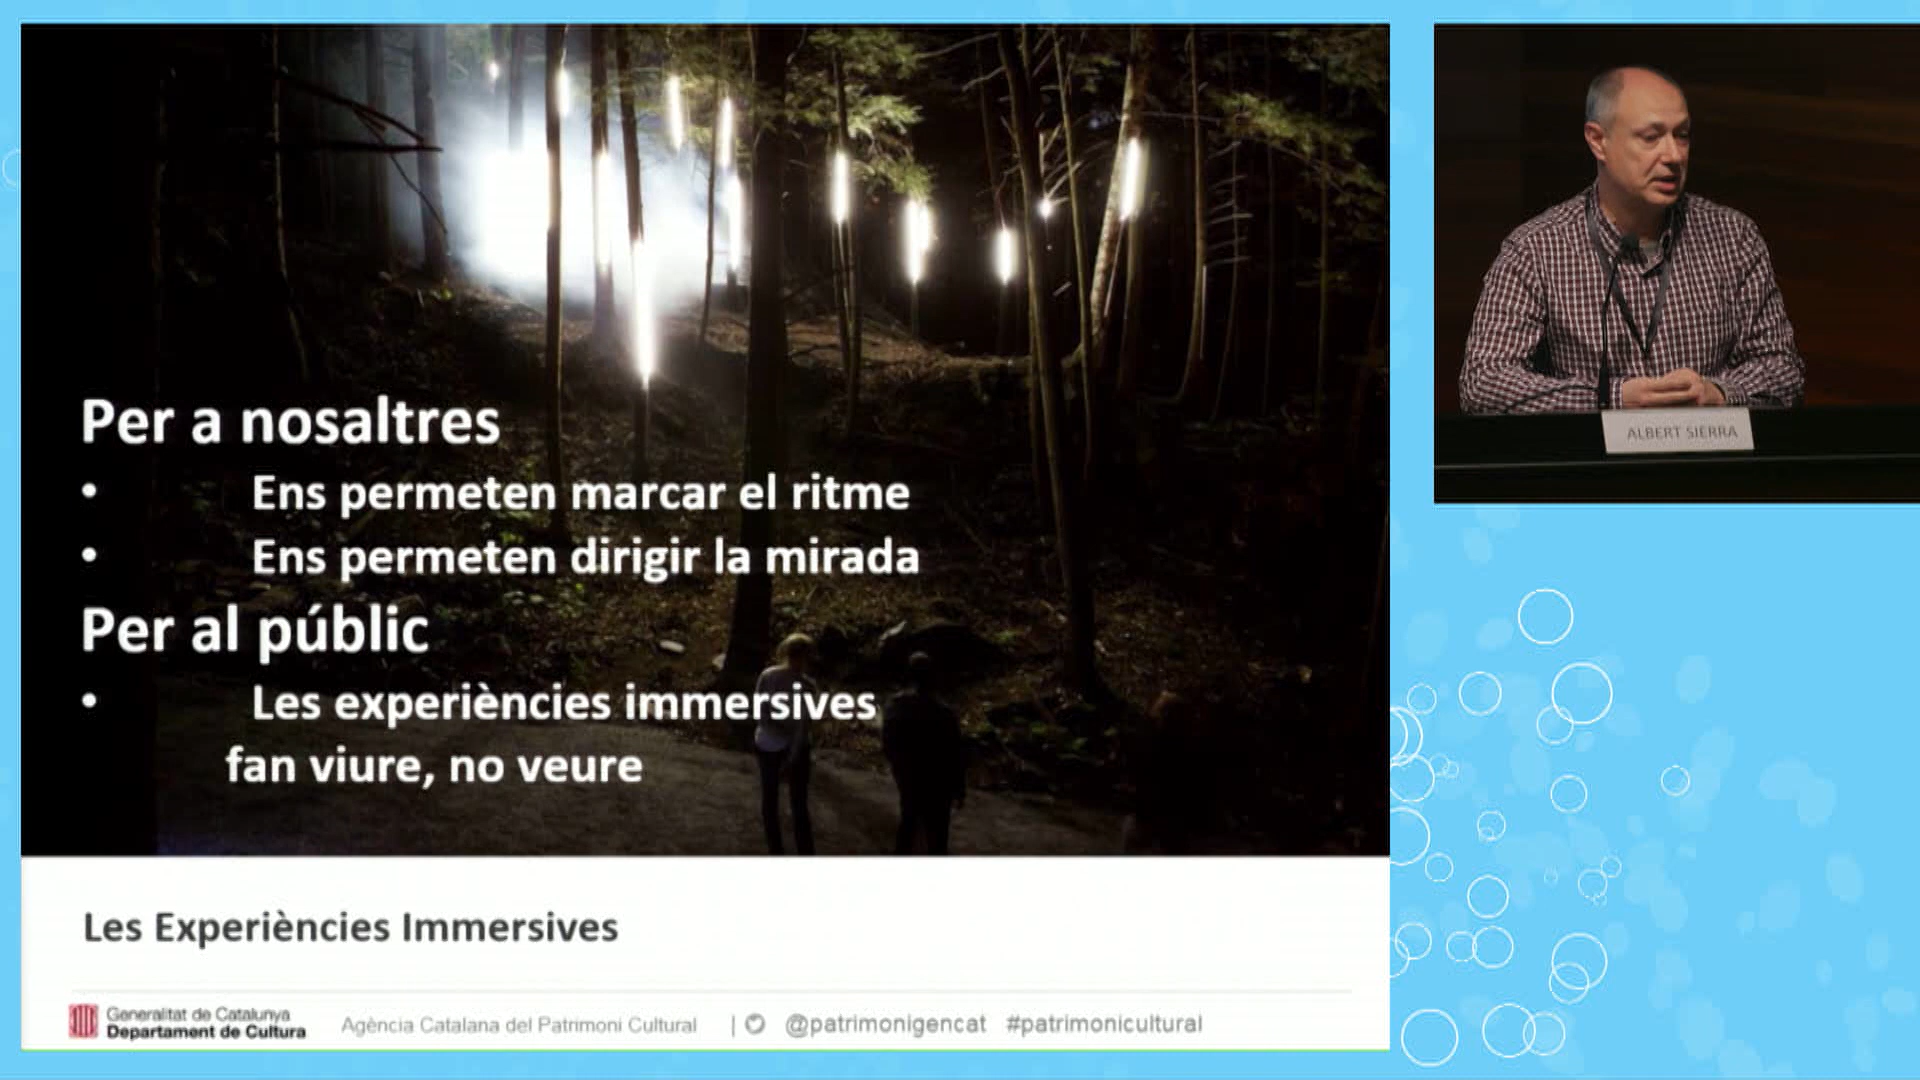 Per a nosaltres
• Ens permeten marcar el ritme
• Ens permeten dirigir la mirada
Per al públic
• Les experiències immersives
fan viure, no veure
Les Experiències Immersives
Generalitat de Catalunya
Departament de Cultura
Agència Catalana del Patrimoni Cultural | @patrimonigencat #patrimonicultural
ALBERT SIERRA